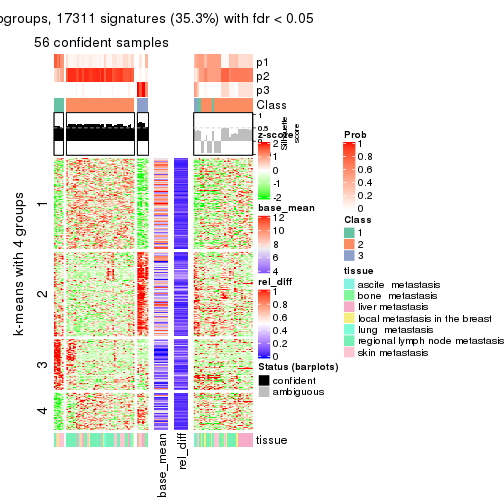 ogroups, 17311 signatures (35.3%) with fdr < 0.05
56 confident samples
p1
p2
p3
Class
1
0.5
0
Silhouette
score
k-means with 4 groups
1
2
3
4
base_mean
rel_diff
tissue
z-score
2
1
0
-1
-2
base_mean
12
10
8
6
4
rel_diff
1
0.8
0.6
0.4
0.2
0
Status (barplots)
confident
ambiguous
Prob
1
0.8
0.6
0.4
0.2
0
Class
1
2
3
tissue
ascite metastasis
bone metastasis
liver metastasis
local metastasis in the breast
lung metastasis
regional lymph node metastasis
skin metastasis